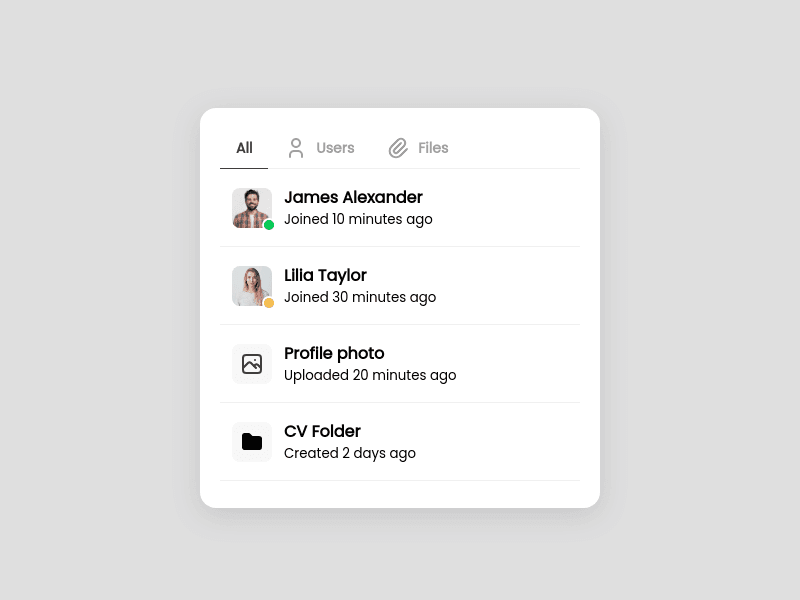 All Users Files
James Alexander
Joined 10 minutes ago
Lilia Taylor
Joined 30 minutes ago
Profile photo
Uploaded 20 minutes ago
CV Folder
Created 2 days ago